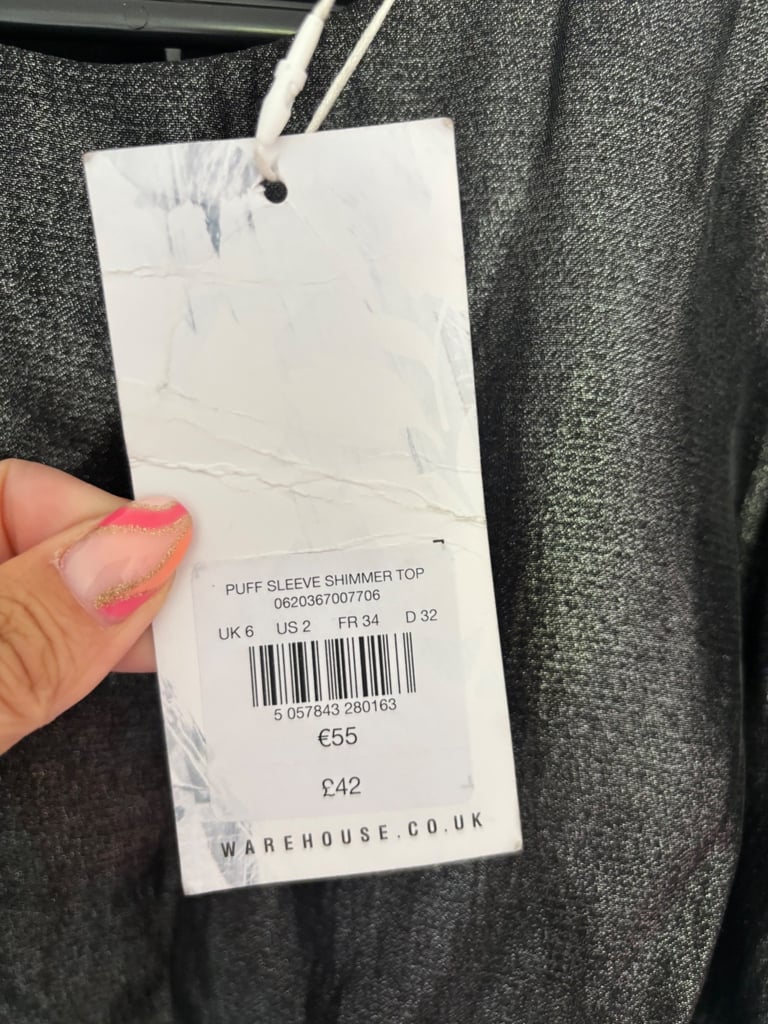 PUFF SLEEVE SHIMMER TOP
0620367007706
UK 6 US 2 FR 34 D 32
5 057843 280163
€55
£42
WAREHOUSE.CO.UK